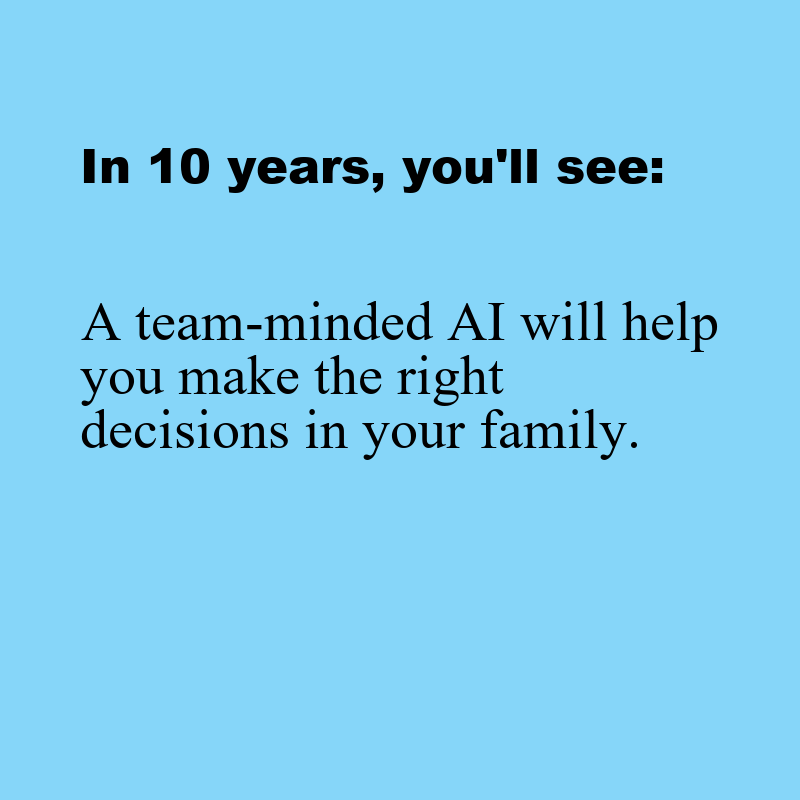 In 10 years, you'll see:
A team-minded AI will help
you make the right
decisions in your family.